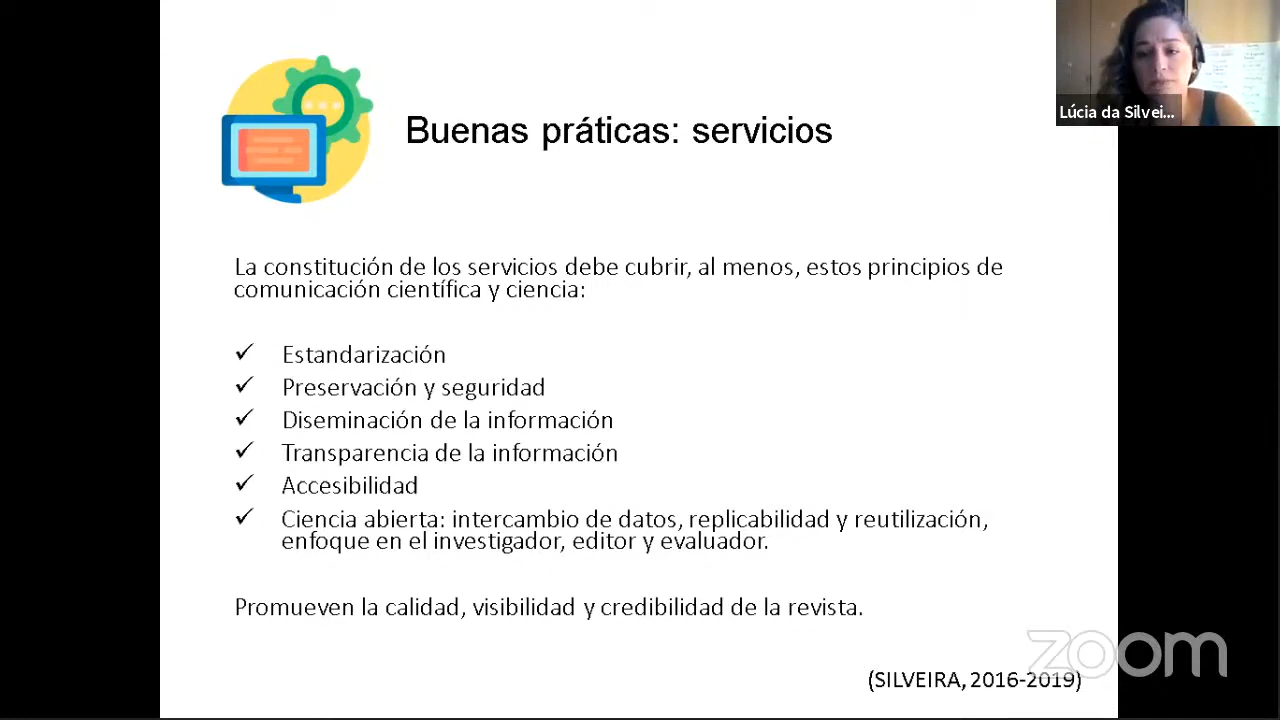 Lúcia da Silvei...
Buenas práticas: servicios
La constitución de los servicios debe cubrir, al menos, estos principios de
comunicación científica y ciencia:
✓ Estandarización
✓ Preservación y seguridad
✓ Diseminación de la información
✓ Transparencia de la información
✓ Accesibilidad
✓ Ciencia abierta: intercambio de datos, replicabilidad y reutilización,
enfoque en el investigador, editor y evaluador.
Promueven la calidad, visibilidad y credibilidad de la revista.
zoom
(SILVEIRA, 2016-2019)